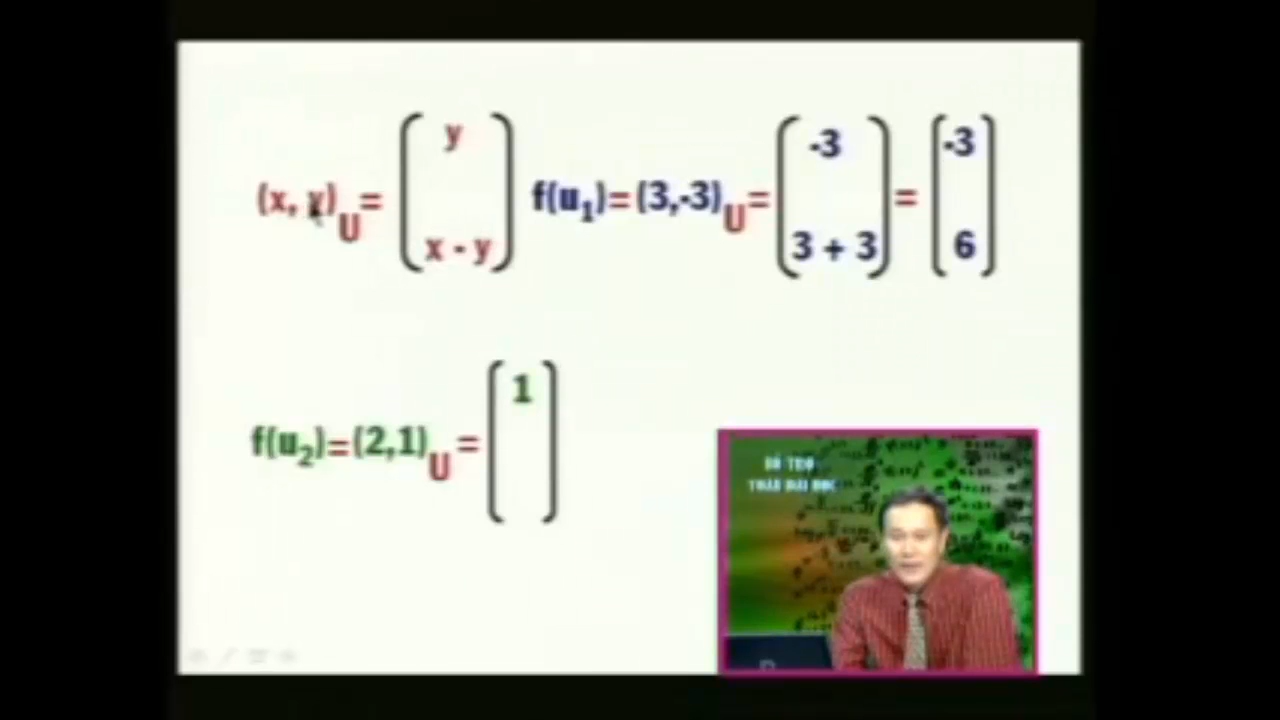 (x, y)U = ( y x - y ) f(u1)=(3,-3)U = ( -3 3 + 3 ) = [ -3 6 ]
f(u2)=(2,1)U = ( 1 )